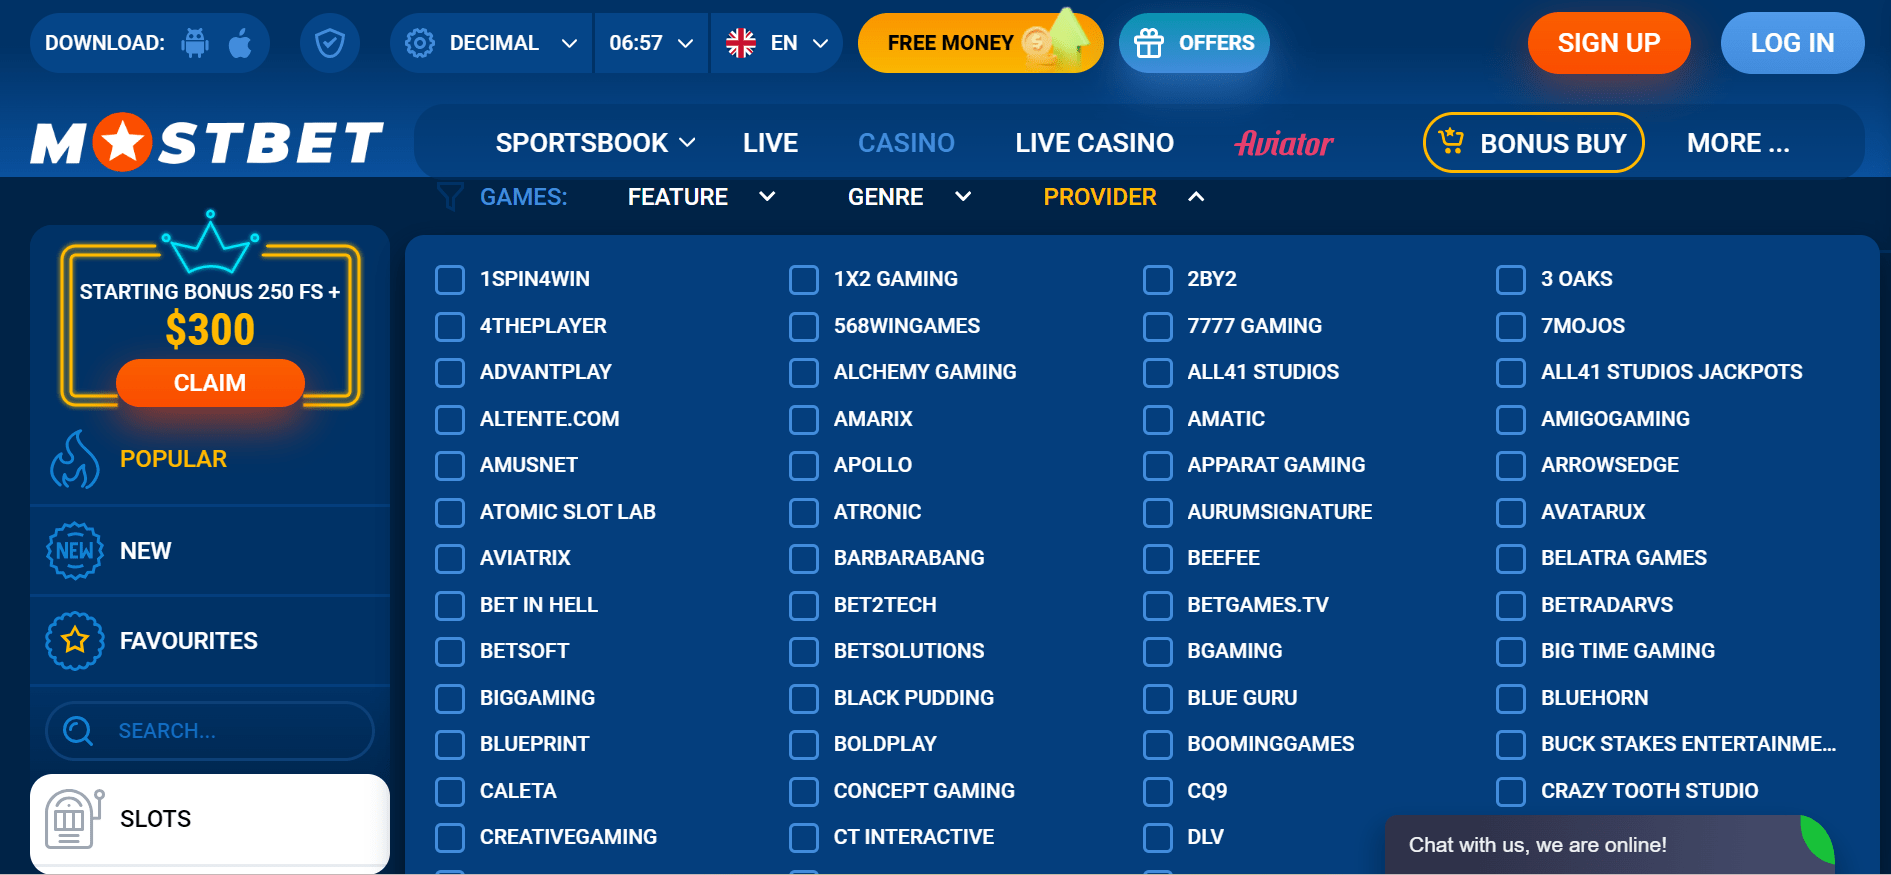 DOWNLOAD: DECIMAL 06:57 EN FREE MONEY OFFERS SIGN UP LOG IN
MOSTBET SPORTSBOOK LIVE CASINO LIVE CASINO Aviator BONUS BUY MORE ...
GAMES: FEATURE GENRE PROVIDER
STARTING BONUS 250 FS +
$300
CLAIM
POPULAR
NEW NEW
FAVOURITES
SEARCH...
SLOTS
1SPIN4WIN 1X2 GAMING 2BY2 3 OAKS
4THEPLAYER 568WINGAMES 7777 GAMING 7MOJOS
ADVANTPLAY ALCHEMY GAMING ALL41 STUDIOS ALL41 STUDIOS JACKPOTS
ALTENTE.COM AMARIX AMATIC AMIGOGAMING
AMUSNET APOLLO APPARAT GAMING ARROWSEDGE
ATOMIC SLOT LAB ATRONIC AURUMSIGNATURE AVATARUX
AVIATRIX BARBARABANG BEEFEE BELATRA GAMES
BET IN HELL BET2TECH BETGAMES.TV BETRADARVS
BETSOFT BETSOLUTIONS BGAMING BIG TIME GAMING
BIGGAMING BLACK PUDDING BLUE GURU BLUEHORN
BLUEPRINT BOLDPLAY BOOMINGGAMES BUCK STAKES ENTERTAINME...
CALETA CONCEPT GAMING CQ9 CRAZY TOOTH STUDIO
CREATIVEGAMING CT INTERACTIVE DLV
Chat with us, we are online!